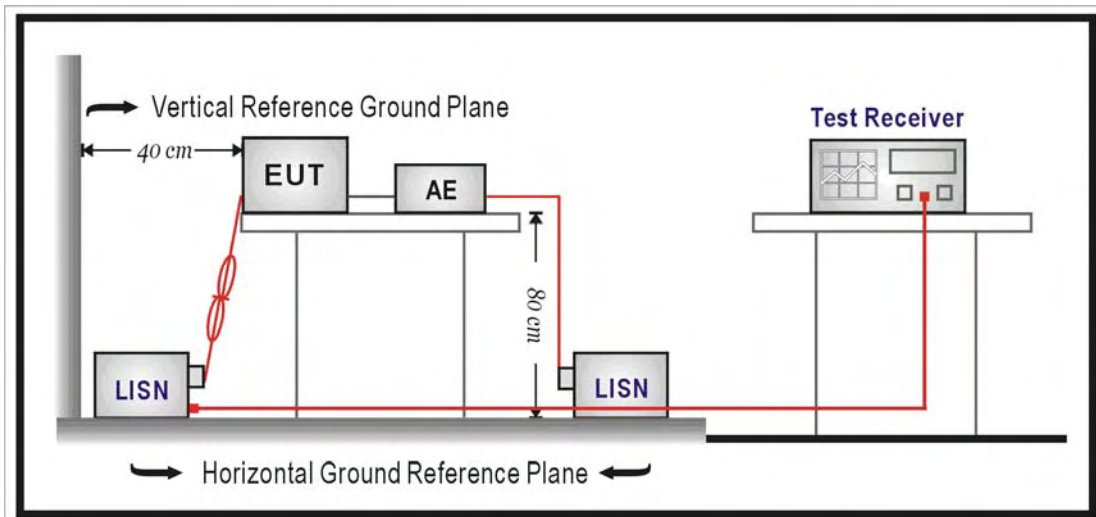 Vertical Reference Ground Plane
40 cm
EUT
AE
Test Receiver
80 cm
LISN
LISN
Horizontal Ground Reference Plane